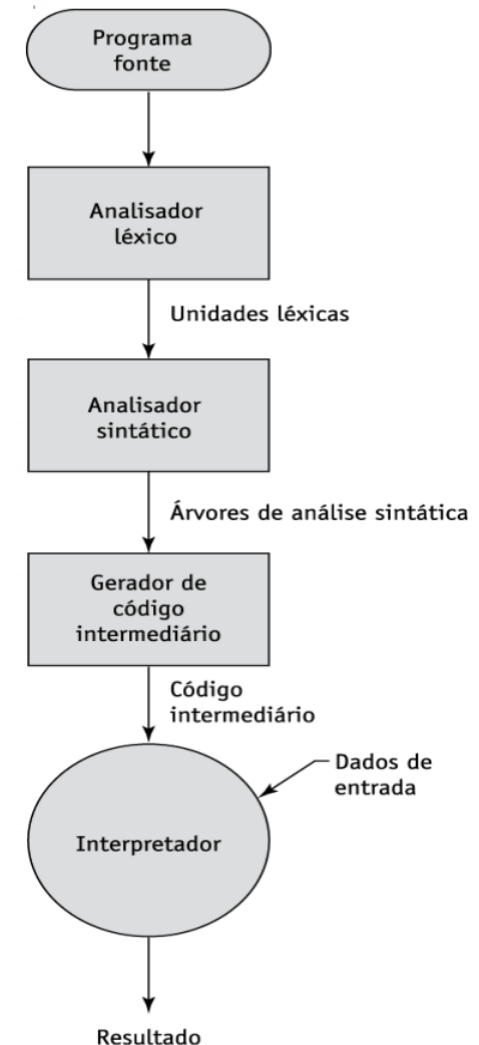 Programa
fonte
Analisador
léxico
Unidades léxicas
Analisador
sintático
Árvores de análise sintática
Gerador de
código
intermediário
Código
intermediário
Dados de
entrada
Interpretador
Resultado